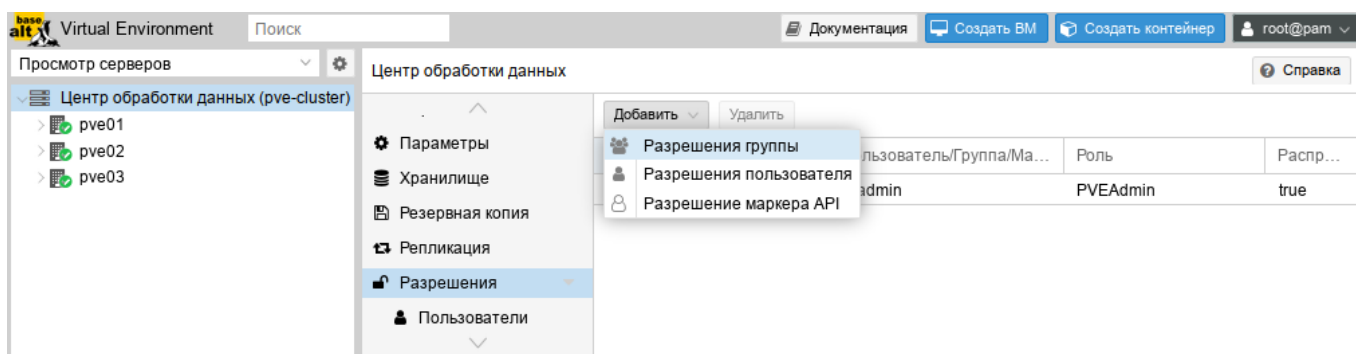 base
alt Virtual Environment Поиск Документация Создать ВМ Создать контейнер root@pam
Просмотр серверов Центр обработки данных Справка
Центр обработки данных (pve-cluster)
pve01
pve02
pve03
Параметры
Хранилище
Резервная копия
Репликация
Разрешения
Пользователи
Добавить Удалить
Разрешения группы
Разрешения пользователя
Разрешение маркера API
льзователь/Группа/Ма... Роль Распр...
admin PVEAdmin true